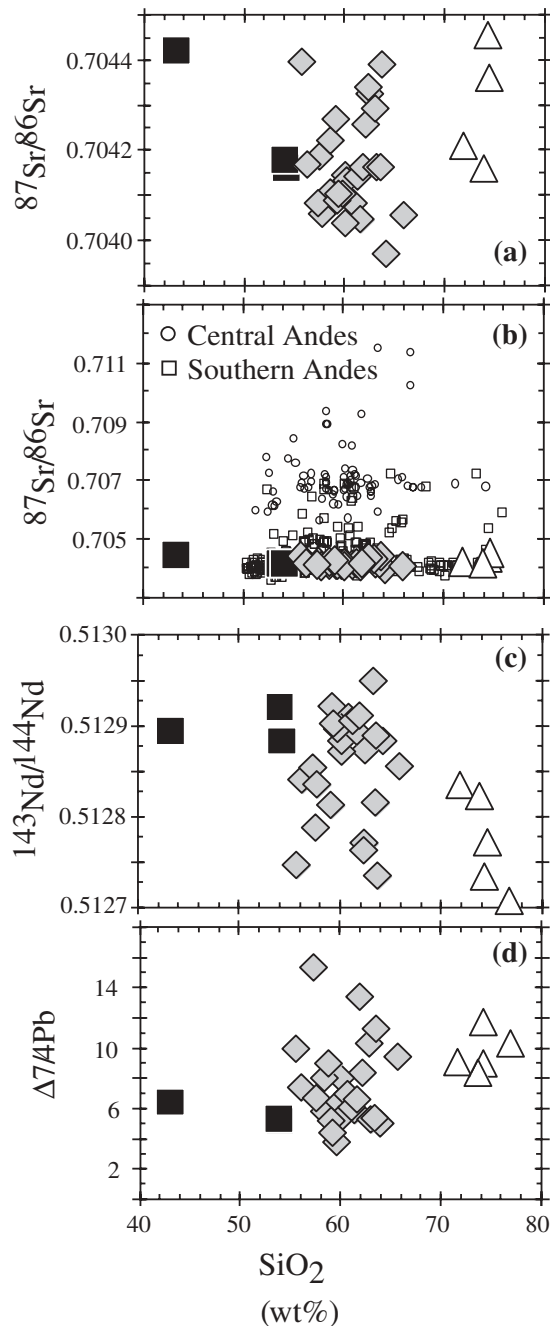 0.7044
0.7042
0.7040
87Sr/86Sr
(a)
(b)
Central Andes
Southern Andes
0.711
0.709
0.707
0.705
87Sr/86Sr
0.5130
(c)
0.5129
0.5128
0.5127
143Nd/144Nd
(d)
14
10
6
2
Δ7/4Pb
40 50 60 70 80
SiO2
(wt%)